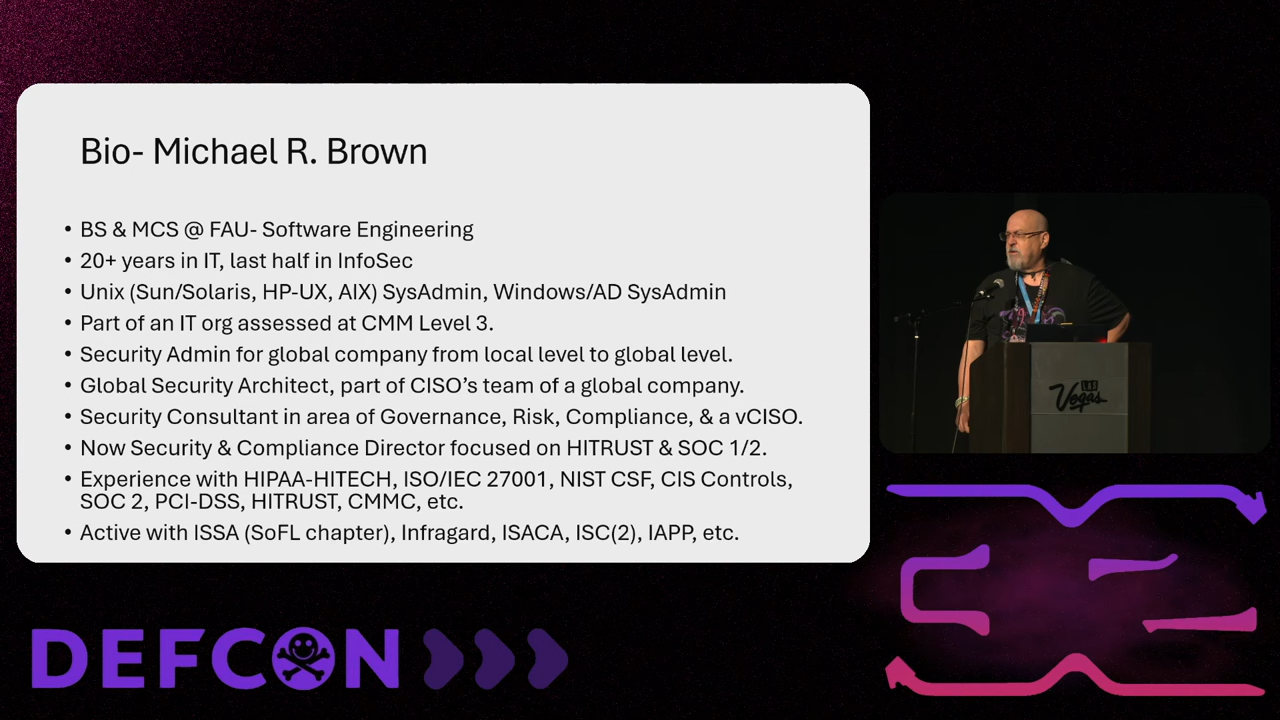 Bio- Michael R. Brown
• BS & MCS @ FAU- Software Engineering
• 20+ years in IT, last half in InfoSec
• Unix (Sun/Solaris, HP-UX, AIX) SysAdmin, Windows/AD SysAdmin
• Part of an IT org assessed at CMM Level 3.
• Security Admin for global company from local level to global level.
• Global Security Architect, part of CISO’s team of a global company.
• Security Consultant in area of Governance, Risk, Compliance, & a vCISO.
• Now Security & Compliance Director focused on HITRUST & SOC 1/2.
• Experience with HIPAA-HITECH, ISO/IEC 27001, NIST CSF, CIS Controls,
SOC 2, PCI-DSS, HITRUST, CMMC, etc.
• Active with ISSA (SoFL chapter), Infragard, ISACA, ISC(2), IAPP, etc.
Vegas
DEFCON